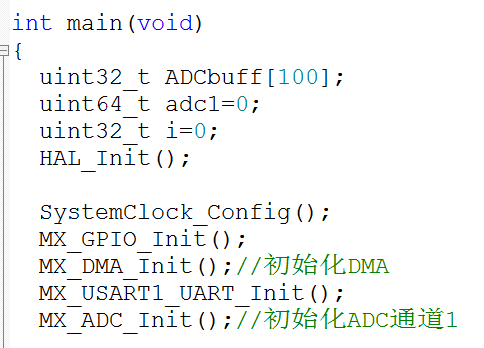 int main(void)
{
uint32_t ADCbuff[100];
uint64_t adc1=0;
uint32_t i=0;
HAL_Init();
SystemClock_Config();
MX_GPIO_Init();
MX_DMA_Init();//初始化DMA
MX_USART1_UART_Init();
MX_ADC_Init();//初始化ADC通道1